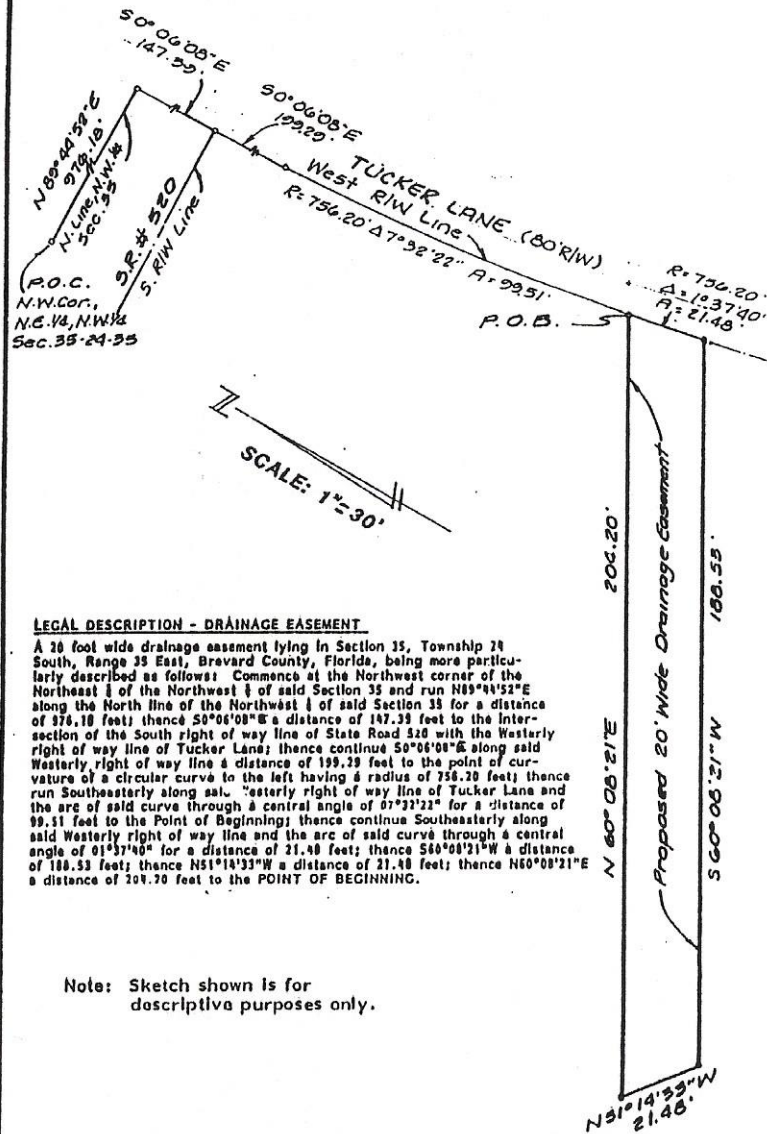 S0°06'08"E
147.39'
S0°06'08"E
199.29'
N 89°44'52"E
976.18'
N. Line, N.W.¼
Sec. 35
S.R. # 520
S. R/W Line
TUCKER LANE (80' R/W)
West R/W Line
R=756.20' Δ 7°32'22" A=99.51'
R=756.20'
Δ=1°37'40"
A=21.48'
P.O.C.
N.W. Cor.,
N.E.¼, N.W.¼
Sec. 35-24-35
P.O.B.
SCALE: 1"=30'
N 60°08'21"E
204.20'
Proposed 20' Wide Drainage Easement
188.53'
S 60°08'21"W
LEGAL DESCRIPTION - DRAINAGE EASEMENT
A 20 foot wide drainage easement lying in Section 35, Township 24
South, Range 35 East, Brevard County, Florida, being more particu-
larly described as follows: Commence at the Northwest corner of the
Northeast ¼ of the Northwest ¼ of said Section 35 and run N89°44'52"E
along the North line of the Northwest ¼ of said Section 35 for a distance
of 976.18 feet; thence S0°06'08"E a distance of 147.39 feet to the inter-
section of the South right of way line of State Road 520 with the Westerly
right of way line of Tucker Lane; thence continue S0°06'08"E along said
Westerly right of way line a distance of 199.29 feet to the point of cur-
vature of a circular curve to the left having a radius of 756.20 feet; thence
run Southeasterly along Westerly right of way line of Tucker Lane and
the arc of said curve through a central angle of 07°32'22" for a distance of
99.51 feet to the Point of Beginning; thence continue Southeasterly along
said Westerly right of way line and the arc of said curve through a central
angle of 01°37'40" for a distance of 21.48 feet; thence S60°08'21"W a distance
of 188.53 feet; thence N51°14'33"W a distance of 21.48 feet; thence N60°08'21"E
a distance of 204.20 feet to the POINT OF BEGINNING.
Note: Sketch shown is for
descriptive purposes only.
N51°14'33"W
21.48'